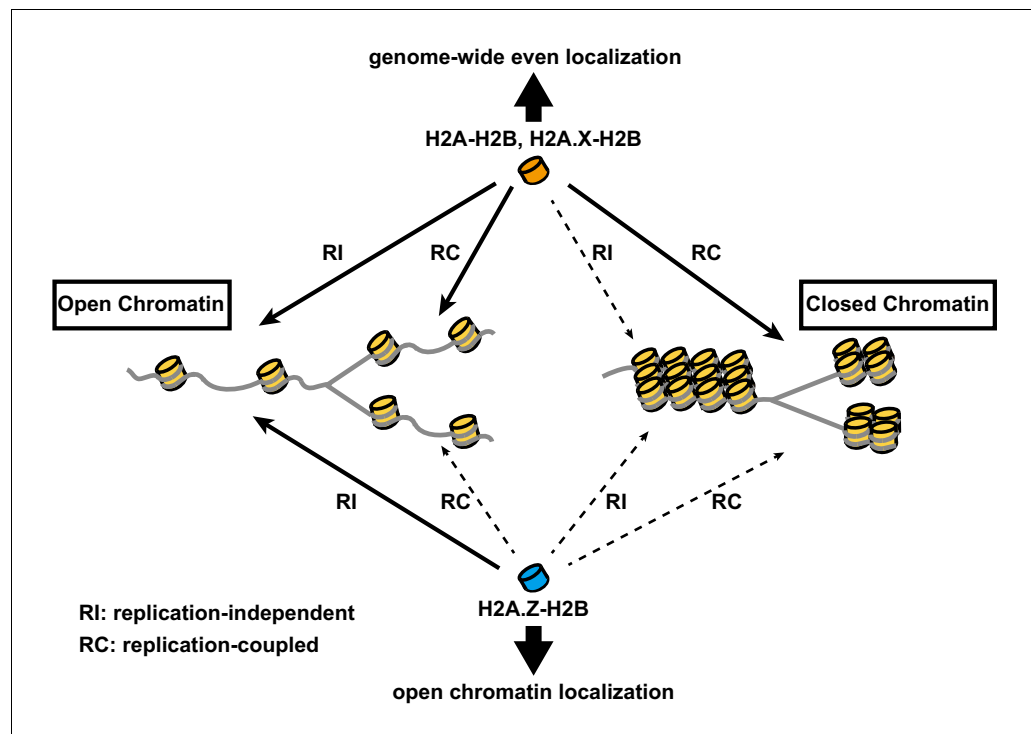 genome-wide even localization
H2A-H2B, H2A.X-H2B
RI
RC
RI
RC
Open Chromatin
Closed Chromatin
RI
RC
RI
RC
H2A.Z-H2B
RI: replication-independent
RC: replication-coupled
open chromatin localization